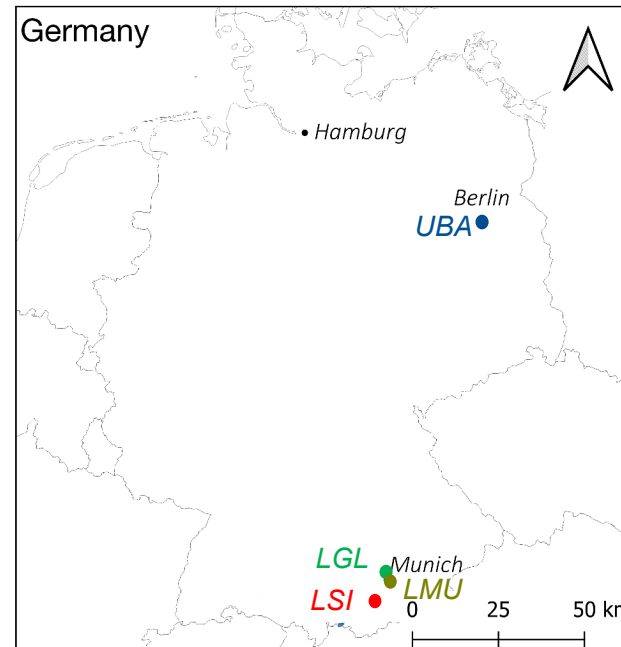 Germany
Hamburg
Berlin
UBA
LGL
Munich
LMU
LSI
0 25 50 km